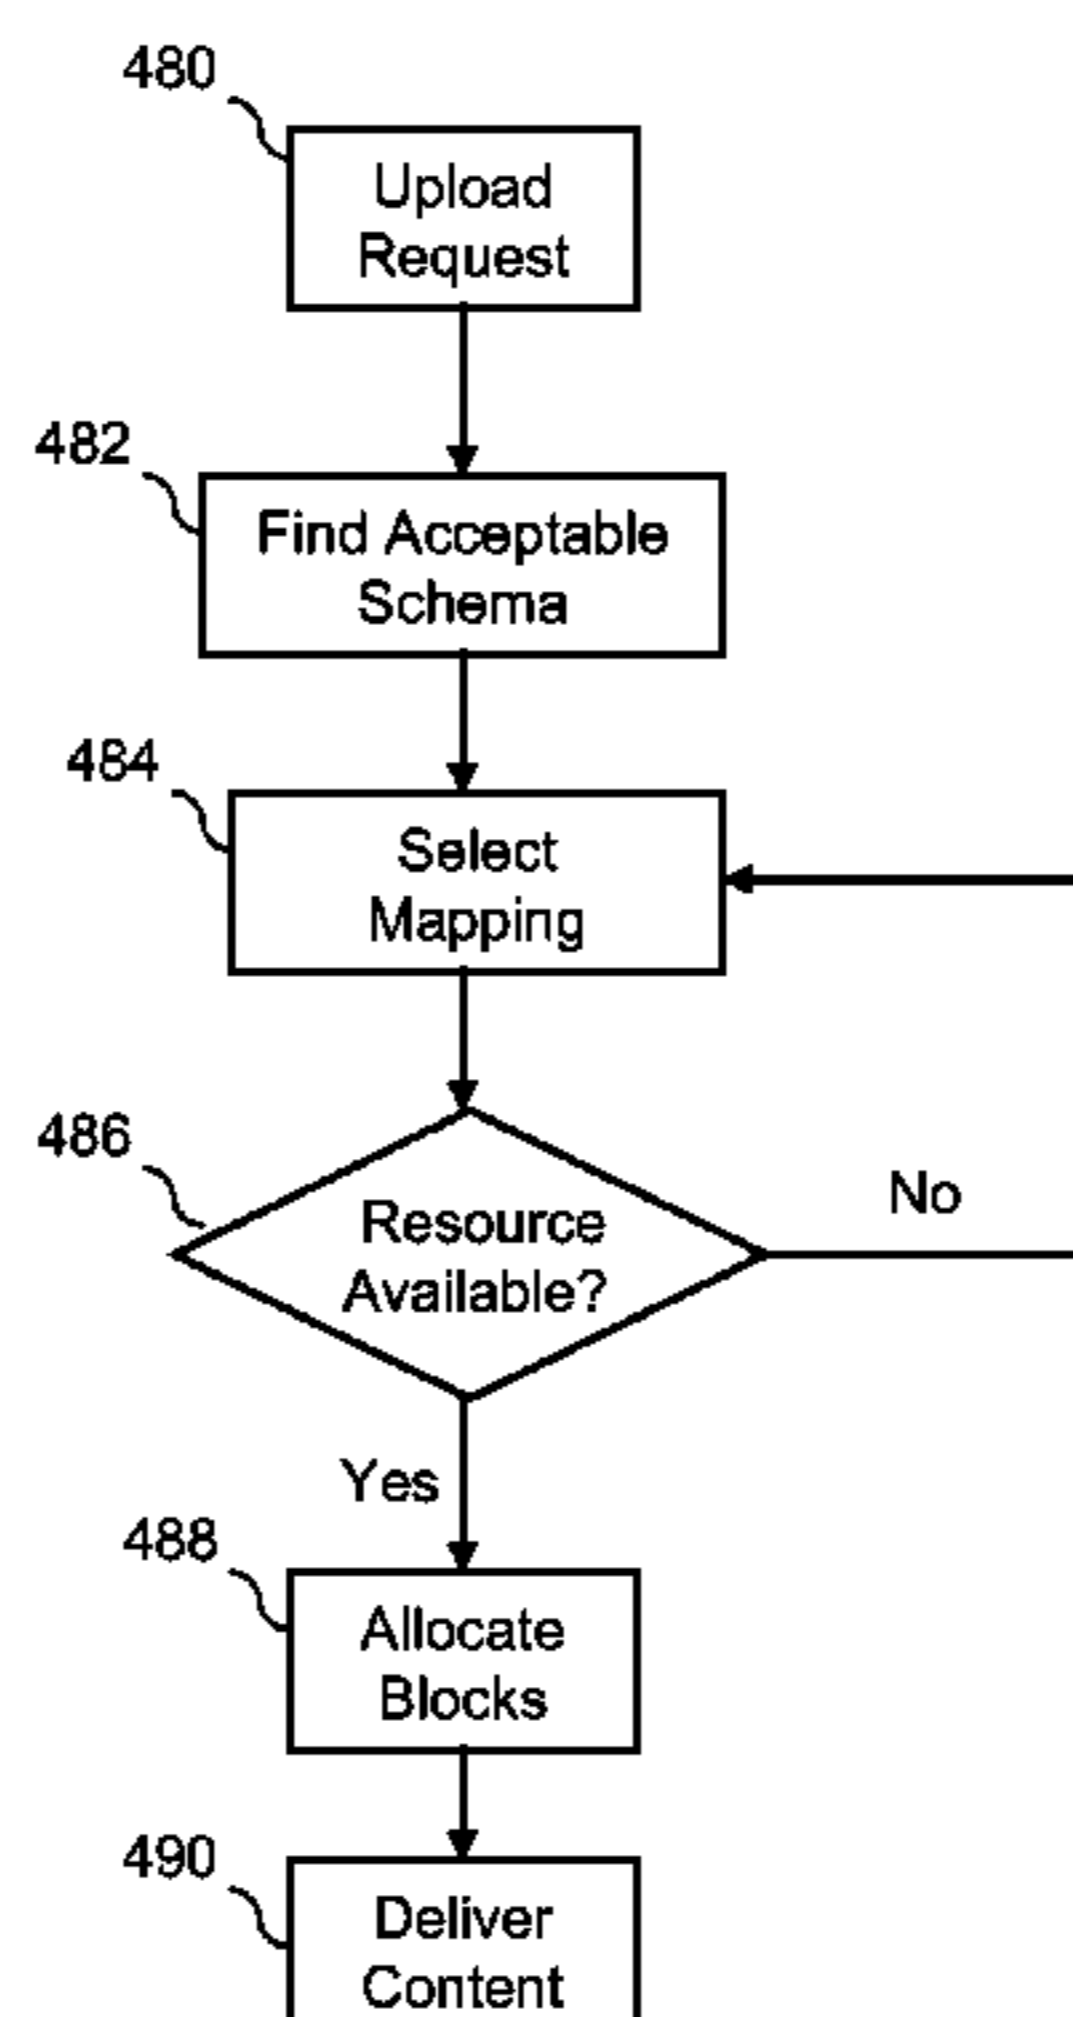 480
Upload
Request
482
Find Acceptable
Schema
484
Select
Mapping
486
Resource
Available?
No
Yes
488
Allocate
Blocks
490
Deliver
Content